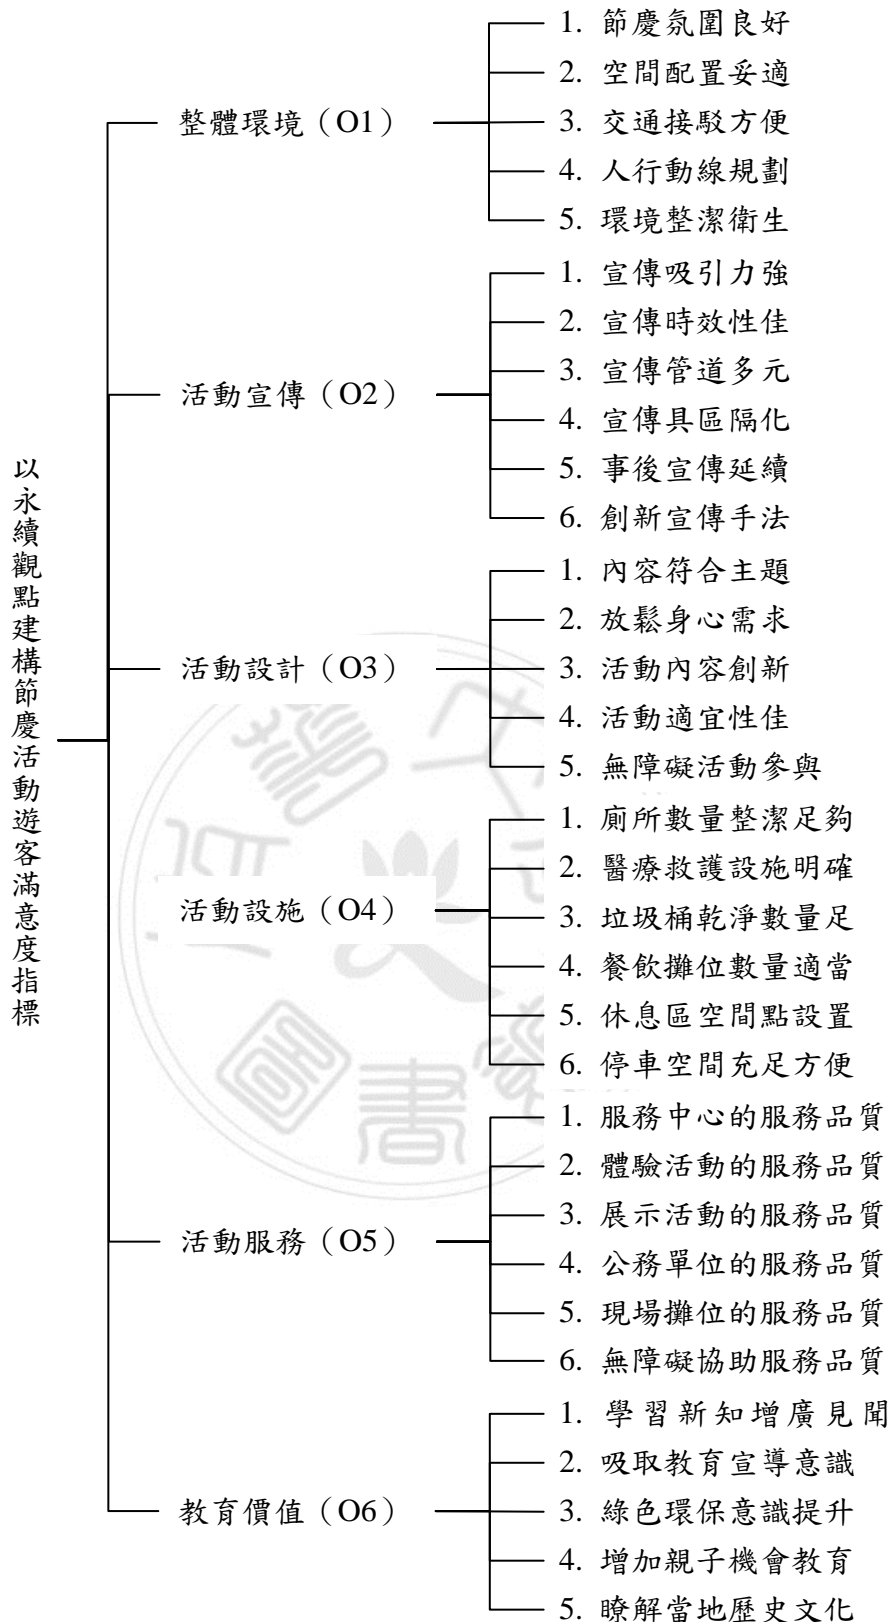 以永續觀點建構節慶活動遊客滿意度指標
整體環境（O1）
1. 節慶氛圍良好
2. 空間配置妥適
3. 交通接駁方便
4. 人行動線規劃
5. 環境整潔衛生
活動宣傳（O2）
1. 宣傳吸引力強
2. 宣傳時效性佳
3. 宣傳管道多元
4. 宣傳具區隔化
5. 事後宣傳延續
6. 創新宣傳手法
活動設計（O3）
1. 內容符合主題
2. 放鬆身心需求
3. 活動內容創新
4. 活動適宜性佳
5. 無障礙活動參與
活動設施（O4）
1. 廁所數量整潔足夠
2. 醫療救護設施明確
3. 垃圾桶乾淨數量足
4. 餐飲攤位數量適當
5. 休息區空間點設置
6. 停車空間充足方便
活動服務（O5）
1. 服務中心的服務品質
2. 體驗活動的服務品質
3. 展示活動的服務品質
4. 公務單位的服務品質
5. 現場攤位的服務品質
6. 無障礙協助服務品質
教育價值（O6）
1. 學習新知增廣見聞
2. 吸取教育宣導意識
3. 綠色環保意識提升
4. 增加親子機會教育
5. 瞭解當地歷史文化